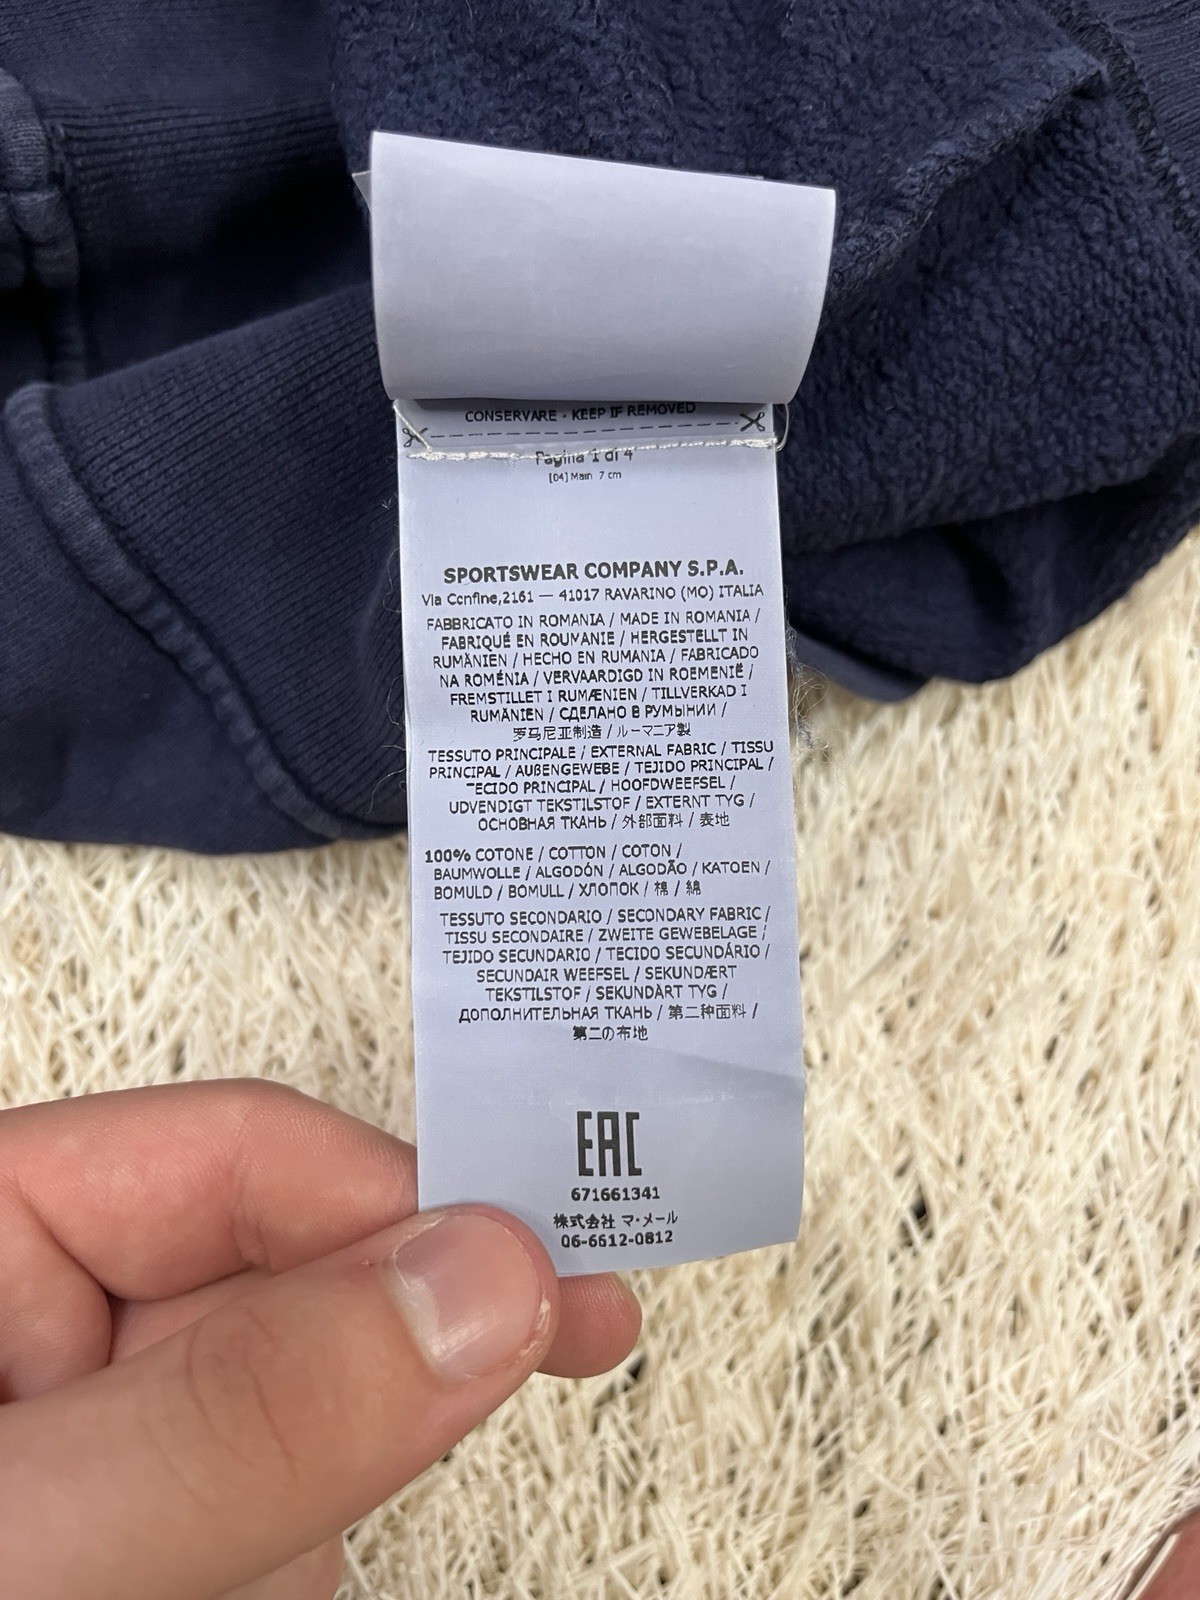 CONSERVARE - KEEP IF REMOVED
Pagina 1 di 4
[04] Main 7 cm
SPORTSWEAR COMPANY S.P.A.
Via Confine,2161 — 41017 RAVARINO (MO) ITALIA
FABBRICATO IN ROMANIA / MADE IN ROMANIA /
FABRIQUÉ EN ROUMANIE / HERGESTELLT IN
RUMÄNIEN / HECHO EN RUMANIA / FABRICADO
NA ROMÉNIA / VERVAARDIGD IN ROEMENIË /
FREMSTILLET I RUMÆNIEN / TILLVERKAD I
RUMÄNIEN / СДЕЛАНО В РУМЫНИИ /
罗马尼亚制造 / ルーマニア製
TESSUTO PRINCIPALE / EXTERNAL FABRIC / TISSU
PRINCIPAL / AUßENGEWEBE / TEJIDO PRINCIPAL /
TECIDO PRINCIPAL / HOOFDWEEFSEL /
UDVENDIGT TEKSTILSTOF / EXTERNT TYG /
ОСНОВНАЯ ТКАНЬ / 外部面料 / 表地
100% COTONE / COTTON / COTON /
BAUMWOLLE / ALGODÓN / ALGODÃO / KATOEN /
BOMULD / BOMULL / ХЛОПОК / 棉 / 綿
TESSUTO SECONDARIO / SECONDARY FABRIC /
TISSU SECONDAIRE / ZWEITE GEWEBELAGE /
TEJIDO SECUNDARIO / TECIDO SECUNDÁRIO /
SECUNDAIR WEEFSEL / SEKUNDÆRT
TEKSTILSTOF / SEKUNDÄRT TYG /
ДОПОЛНИТЕЛЬНАЯ ТКАНЬ / 第二种面料 /
第二の布地
EAC
671661341
株式会社 マ・メール
06-6612-0812